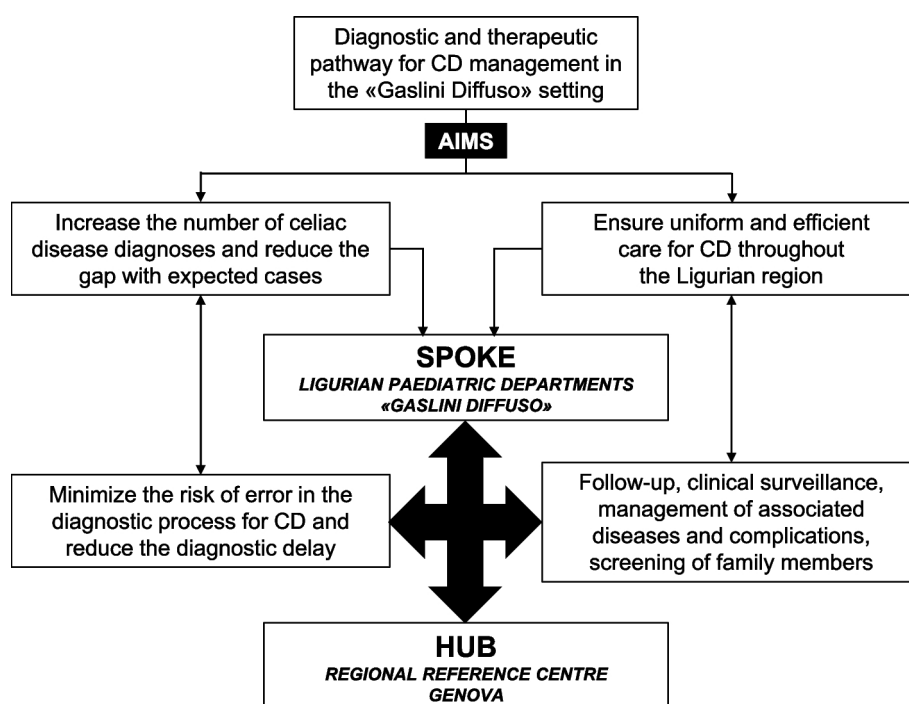 Diagnostic and therapeutic
pathway for CD management in
the «Gaslini Diffuso» setting
AIMS
Increase the number of celiac
disease diagnoses and reduce the
gap with expected cases
Ensure uniform and efficient
care for CD throughout
the Ligurian region
SPOKE
LIGURIAN PAEDIATRIC DEPARTMENTS
«GASLINI DIFFUSO»
Minimize the risk of error in the
diagnostic process for CD and
reduce the diagnostic delay
Follow-up, clinical surveillance,
management of associated
diseases and complications,
screening of family members
HUB
REGIONAL REFERENCE CENTRE
GENOVA